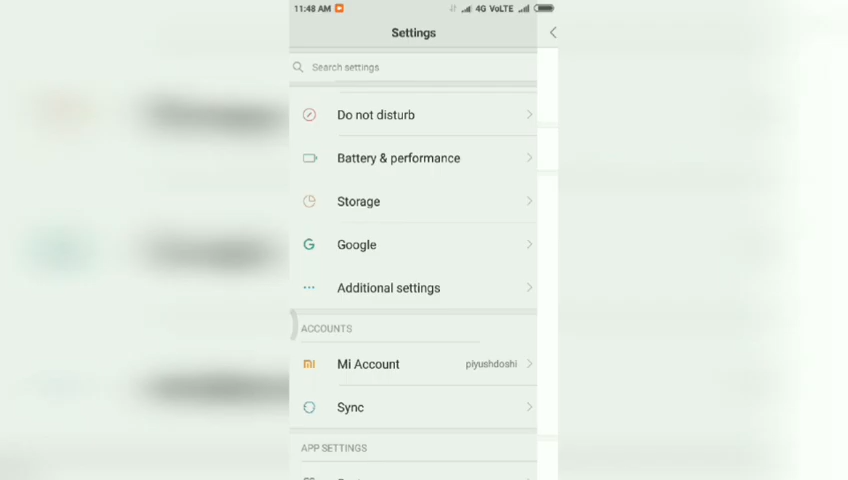 11:48 AM 4G VoLTE
Settings
Search settings
Do not disturb
Battery & performance
Storage
Google
Additional settings
ACCOUNTS
Mi Account piyushdoshi
Sync
APP SETTINGS